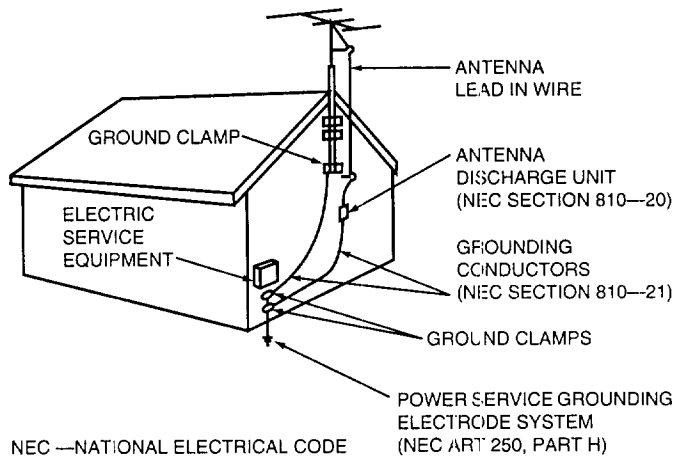 ANTENNA
LEAD IN WIRE
GROUND CLAMP
ANTENNA
DISCHARGE UNIT
(NEC SECTION 810-–20)
ELECTRIC
SERVICE
EQUIPMENT
GROUNDING
CONDUCTORS
(NEC SECTION 810-–21)
GROUND CLAMPS
POWER SERVICE GROUNDING
ELECTRODE SYSTEM
(NEC ART 250, PART H)
NEC —NATIONAL ELECTRICAL CODE